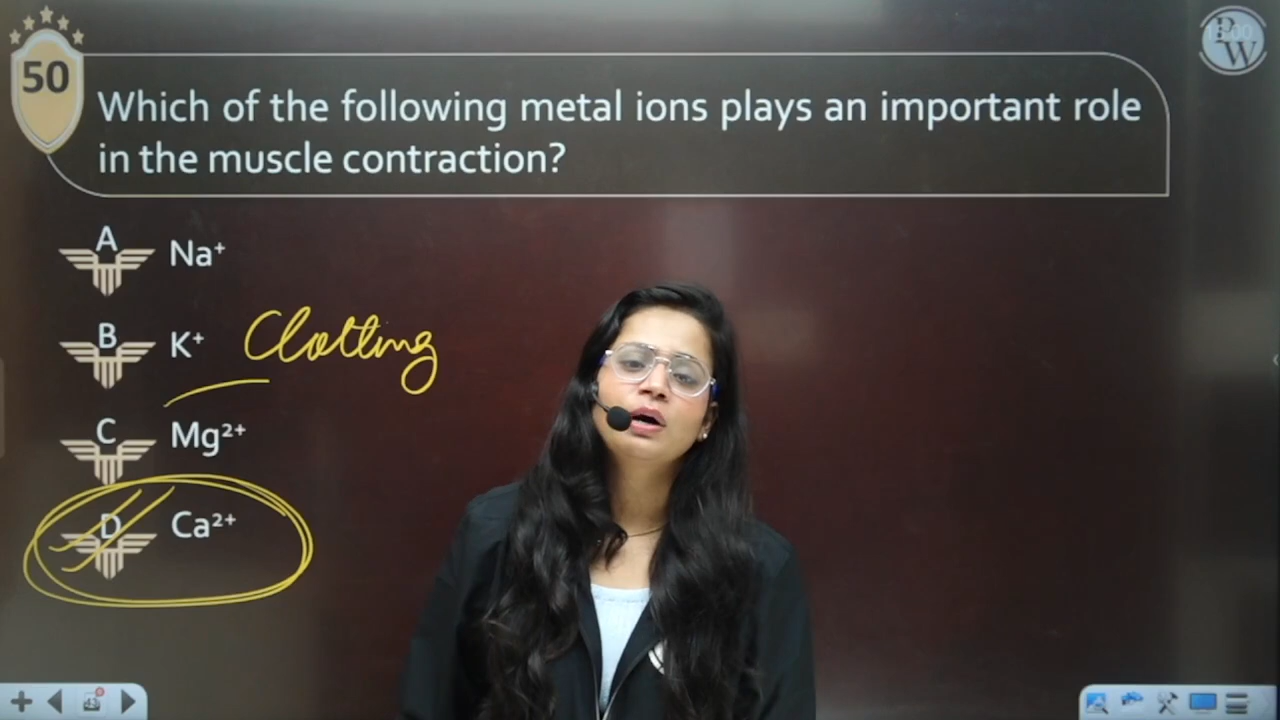 50
Which of the following metal ions plays an important role
in the muscle contraction?
A Na⁺
B K⁺ Clotting
C Mg²⁺
D Ca²⁺
PW